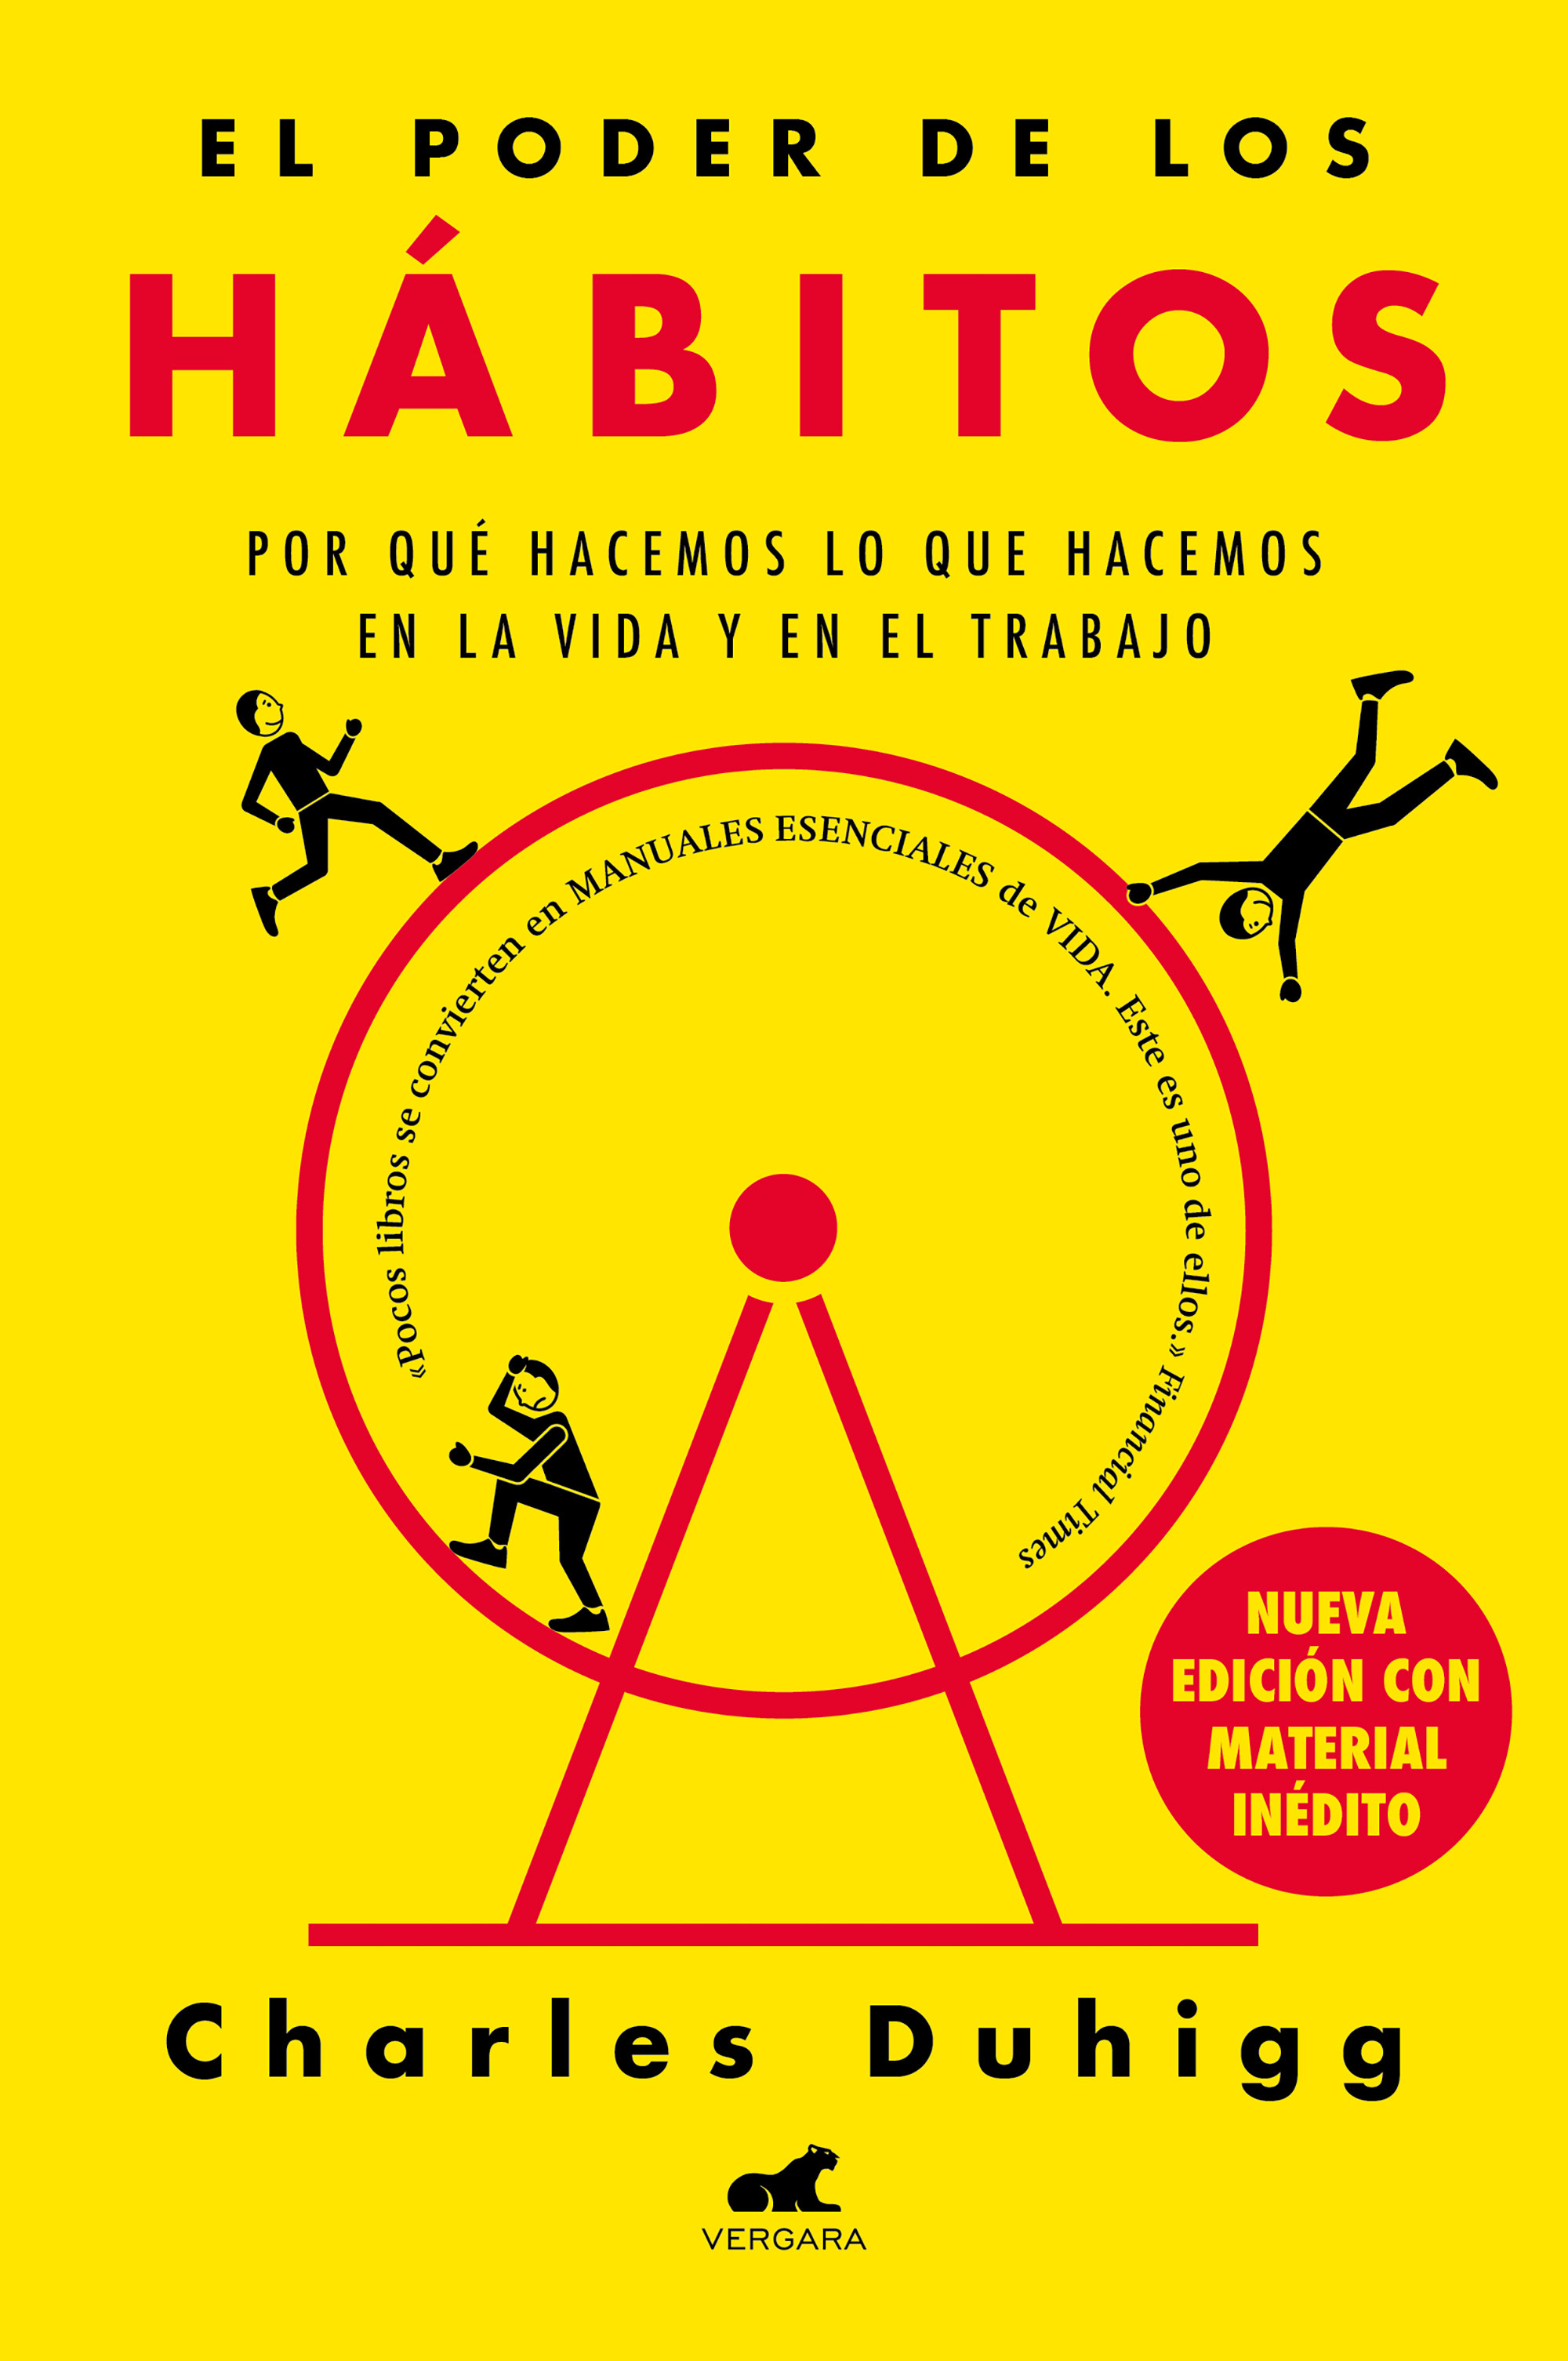 EL PODER DE LOS
HÁBITOS
POR QUÉ HACEMOS LO QUE HACEMOS
EN LA VIDA Y EN EL TRABAJO
«Pocos libros se convierten en MANUALES ESENCIALES de VIDA. Este es uno de ellos.» Financial Times
NUEVA
EDICIÓN CON
MATERIAL
INÉDITO
Charles Duhigg
VERGARA